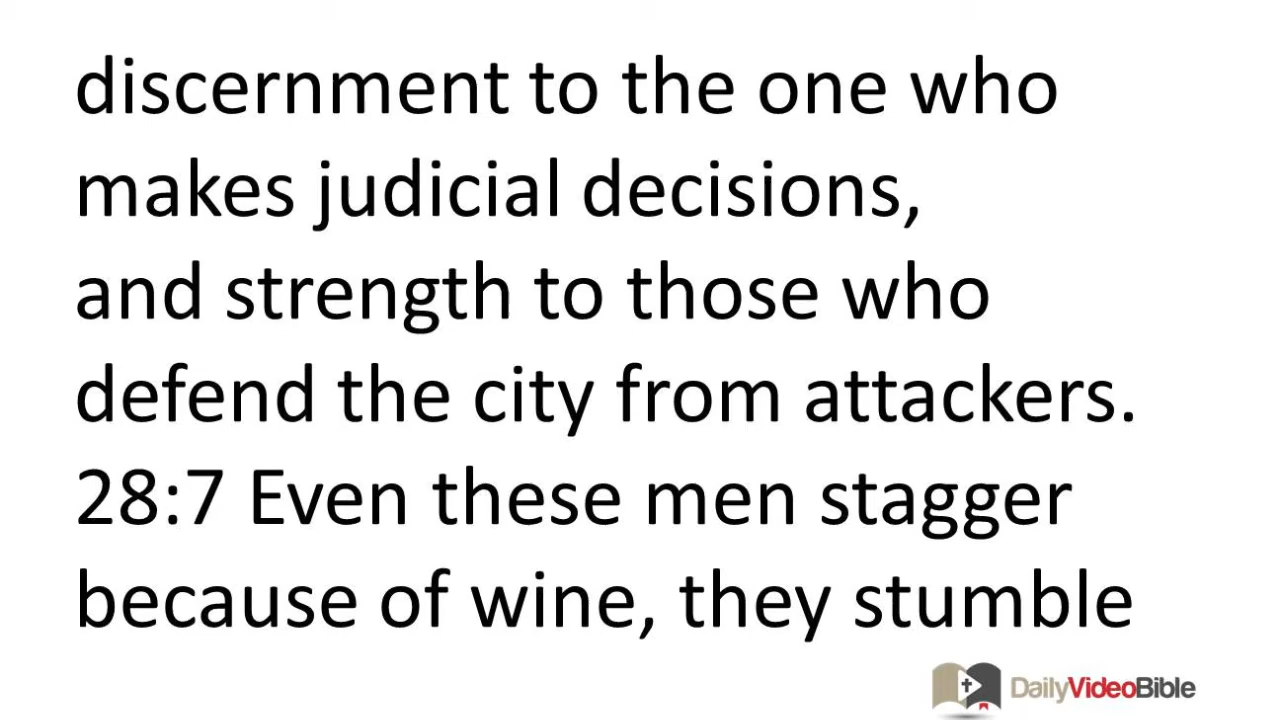 discernment to the one who
makes judicial decisions,
and strength to those who
defend the city from attackers.
28:7 Even these men stagger
because of wine, they stumble
DailyVideoBible